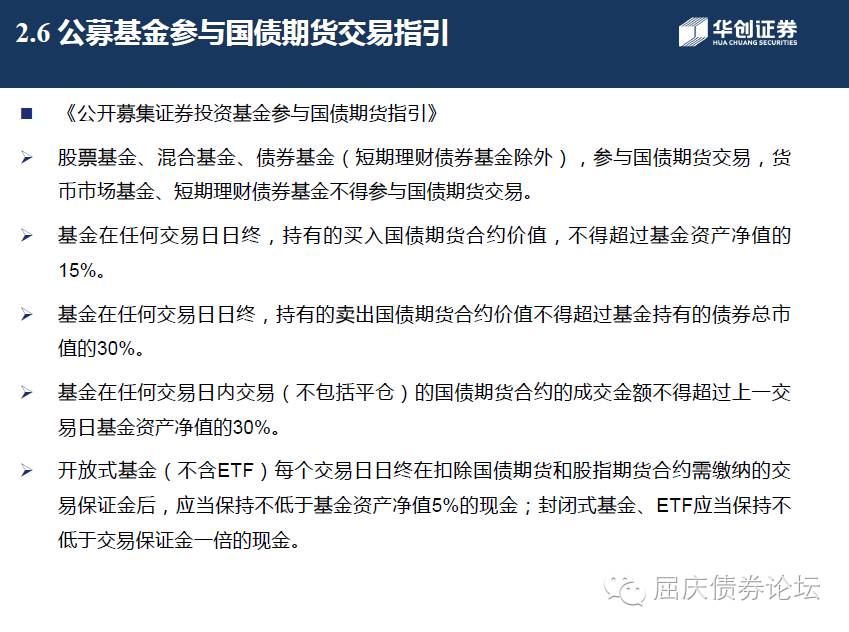 2.6 公募基金参与国债期货交易指引
华创证券
HUA CHUANG SECURITIES
《公开募集证券投资基金参与国债期货指引》
股票基金、混合基金、债券基金（短期理财债券基金除外），参与国债期货交易，货
币市场基金、短期理财债券基金不得参与国债期货交易。
基金在任何交易日日终，持有的买入国债期货合约价值，不得超过基金资产净值的
15%。
基金在任何交易日日终，持有的卖出国债期货合约价值不得超过基金持有的债券总市
值的30%。
基金在任何交易日内交易（不包括平仓）的国债期货合约的成交金额不得超过上一交
易日基金资产净值的30%。
开放式基金（不含ETF）每个交易日日终在扣除国债期货和股指期货合约需缴纳的交
易保证金后，应当保持不低于基金资产净值5%的现金；封闭式基金、ETF应当保持不
低于交易保证金一倍的现金。
屈庆债券论坛